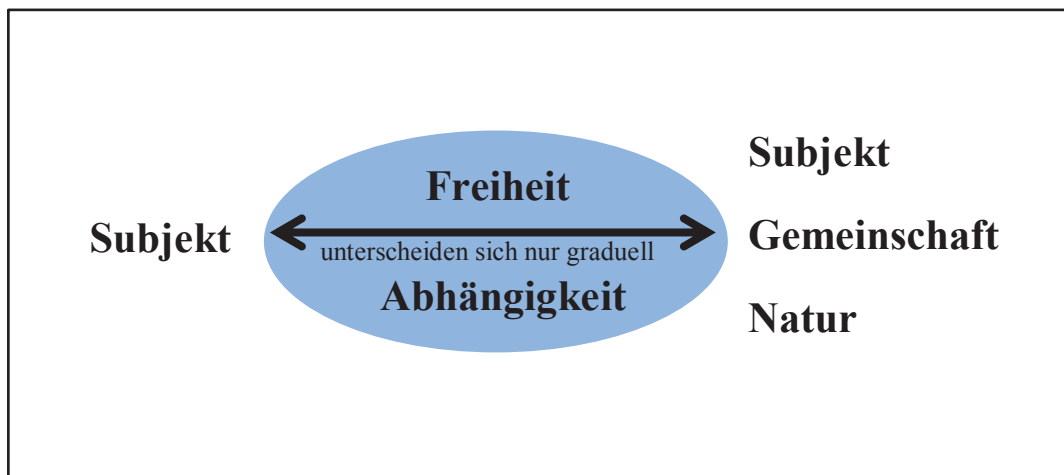 Subjekt
Freiheit
unterscheiden sich nur graduell
Abhängigkeit
Subjekt
Gemeinschaft
Natur